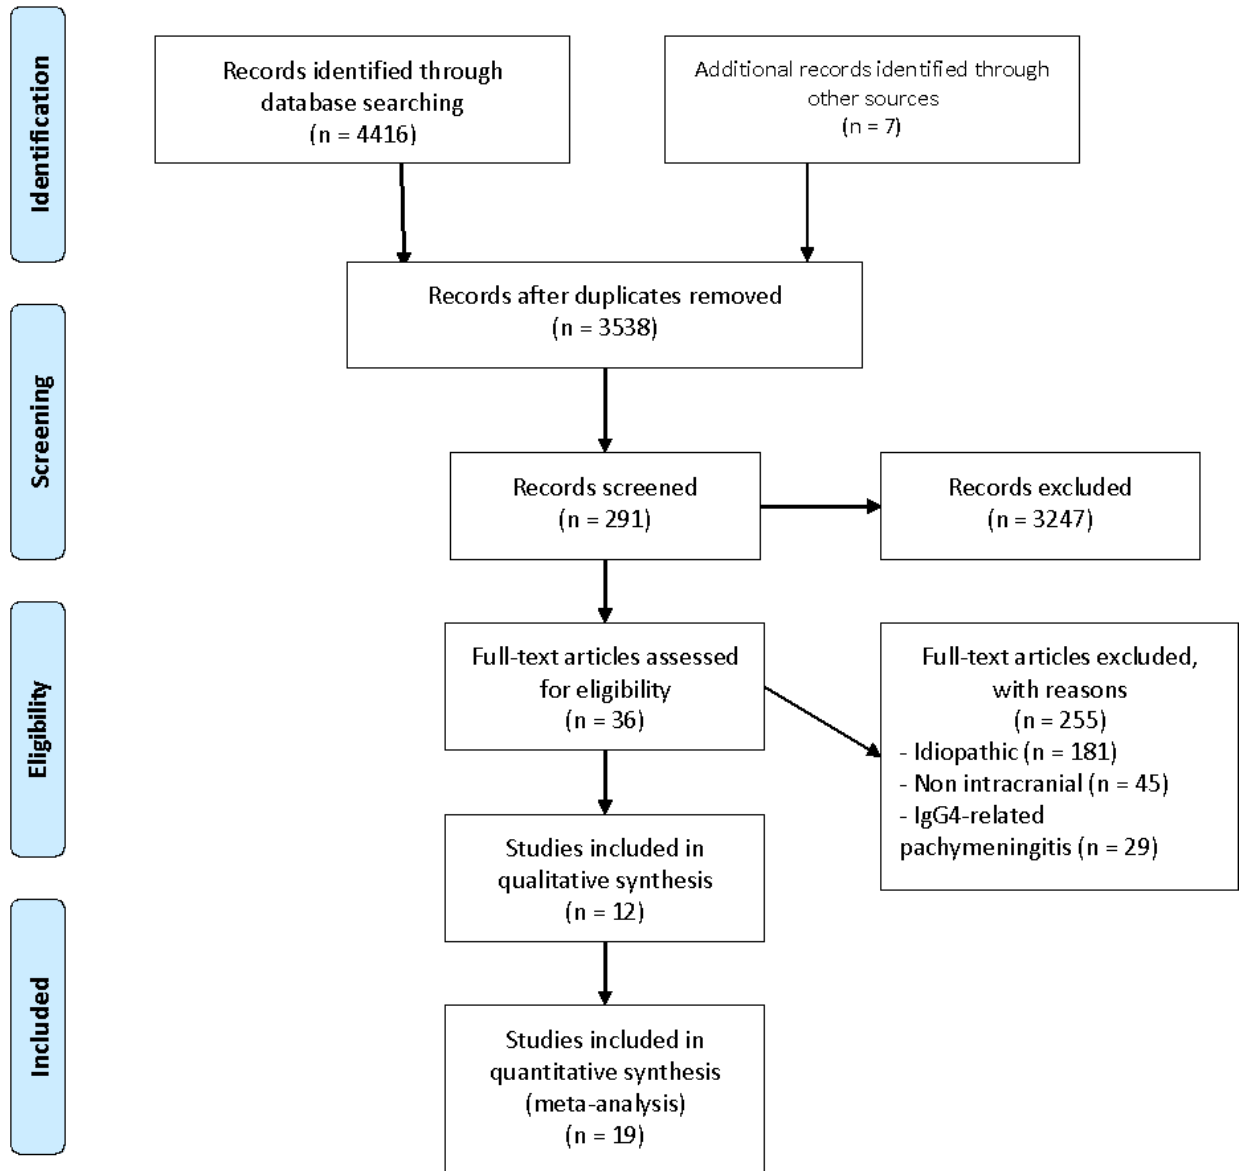 Identification
Records identified through
database searching
(n = 4416)
Additional records identified through
other sources
(n = 7)
Records after duplicates removed
(n = 3538)
Screening
Records screened
(n = 291)
Records excluded
(n = 3247)
Eligibility
Full-text articles assessed
for eligibility
(n = 36)
Full-text articles excluded,
with reasons
(n = 255)
- Idiopathic (n = 181)
- Non intracranial (n = 45)
- IgG4-related
pachymeningitis (n = 29)
Studies included in
qualitative synthesis
(n = 12)
Included
Studies included in
quantitative synthesis
(meta-analysis)
(n = 19)